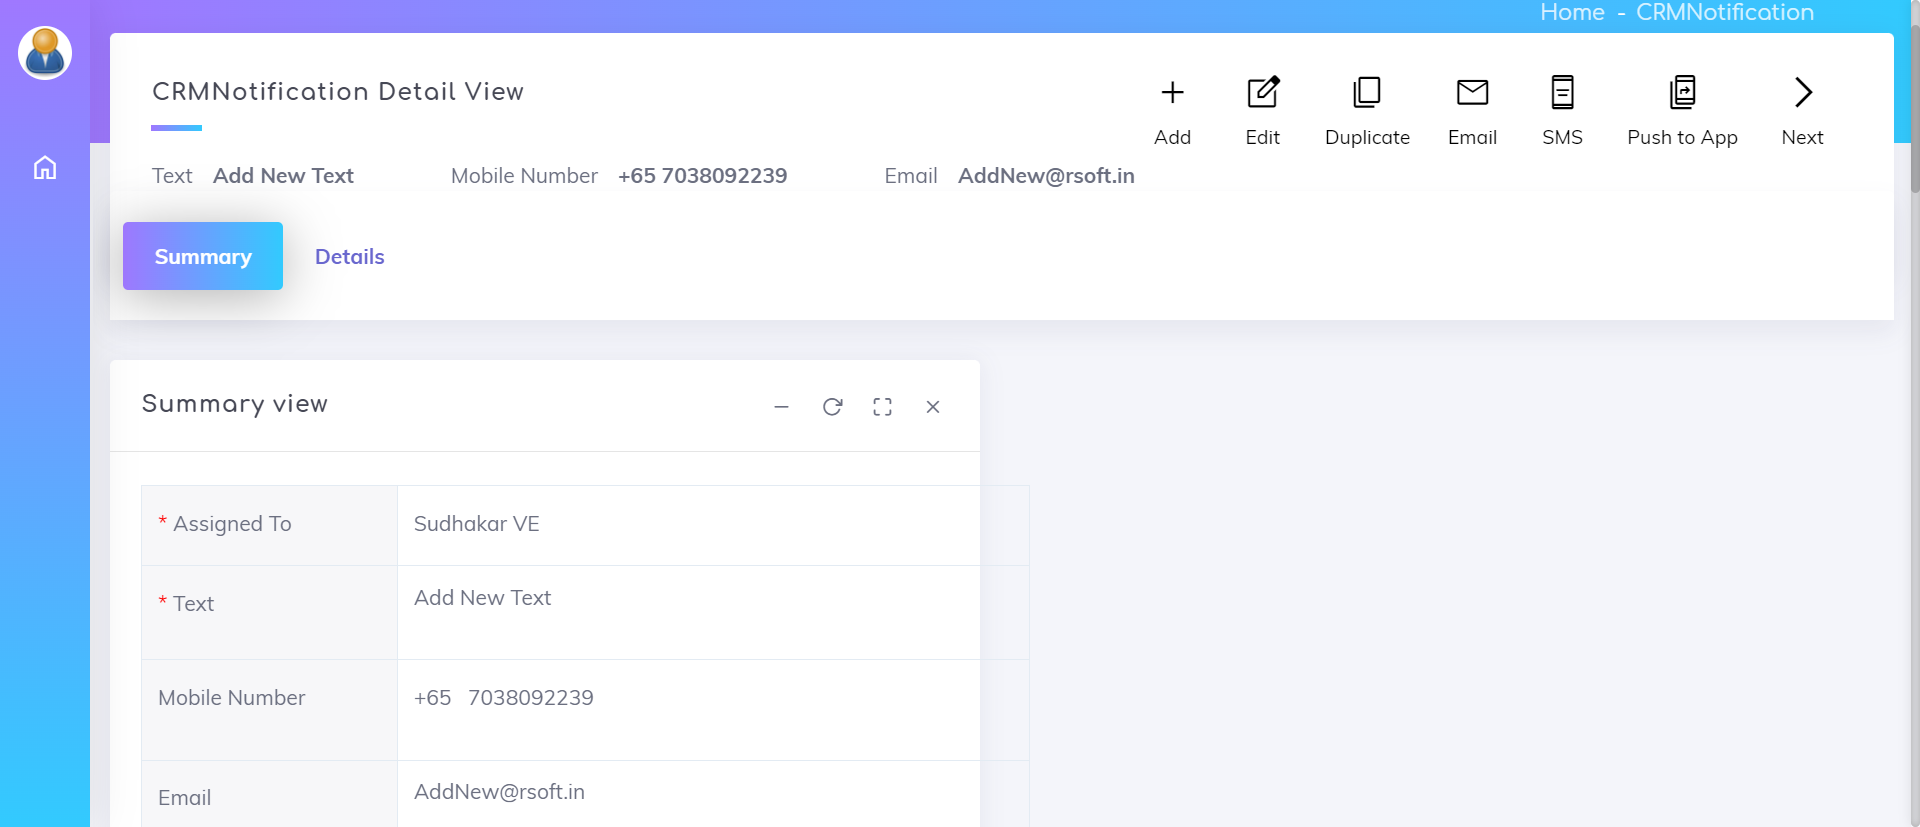 Home - CRMNotification
CRMNotification Detail View
Add Edit Duplicate Email SMS Push to App Next
Text Add New Text Mobile Number +65 7038092239 Email AddNew@rsoft.in
Summary Details
Summary view
* Assigned To Sudhakar VE
* Text Add New Text
Mobile Number +65 7038092239
Email AddNew@rsoft.in